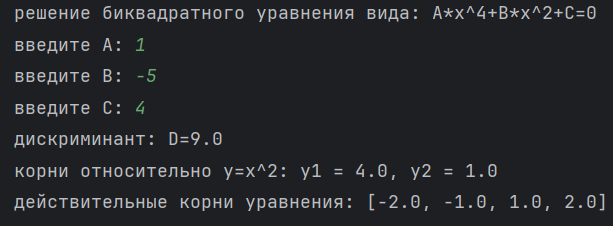 решение биквадратного уравнения вида: A*x^4+B*x^2+C=0
введите A: 1
введите B: -5
введите C: 4
дискриминант: D=9.0
корни относительно y=x^2: y1 = 4.0, y2 = 1.0
действительные корни уравнения: [-2.0, -1.0, 1.0, 2.0]